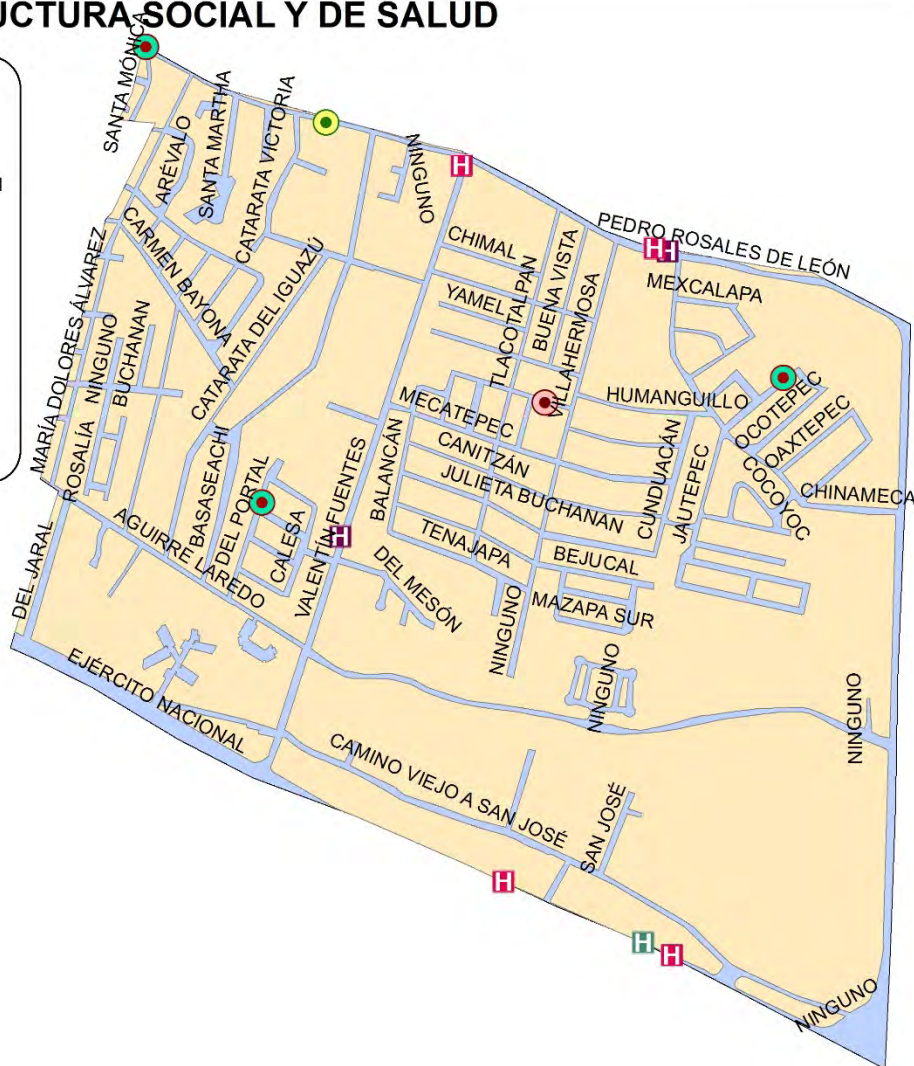 UCTURA SOCIAL Y DE SALUD
SANTA MÓNICA
SANTA MÓNICA
ARÉVALO
SANTA MARTHA
CATARATA VICTORIA
NINGUNO
H
PEDRO ROSALES DE LEÓN
H
H
CHIMAL
MEXCALAPA
YAMEL
TLACOTALPAN
BUENA VISTA
VILLAHERMOSA
CARMEN BAYONA
CATARATA DEL IGUAZÚ
MARÍA DOLORES ÁLVAREZ
NINGUNO
BUCHANAN
ROSALÍA
HUMANGUILLO
OCOTEPEC
OAXTEPEC
COCOYOC
CHINAMECA
MECATEPEC
CANITZÁN
JULIETA BUCHANAN
CUNDUACÁN
JAUTEPEC
BALANCÁN
VALENTÍN FUENTES
H
BASASEACHI
DEL PORTAL
CALESA
AGUIRRE LAREDO
DEL JARAL
TENAJAPA
BEJUCAL
DEL MESÓN
NINGUNO
MAZAPA SUR
NINGUNO
NINGUNO
EJÉRCITO NACIONAL
CAMINO VIEJO A SAN JOSÉ
SAN JOSÉ
H
H
H
NINGUNO